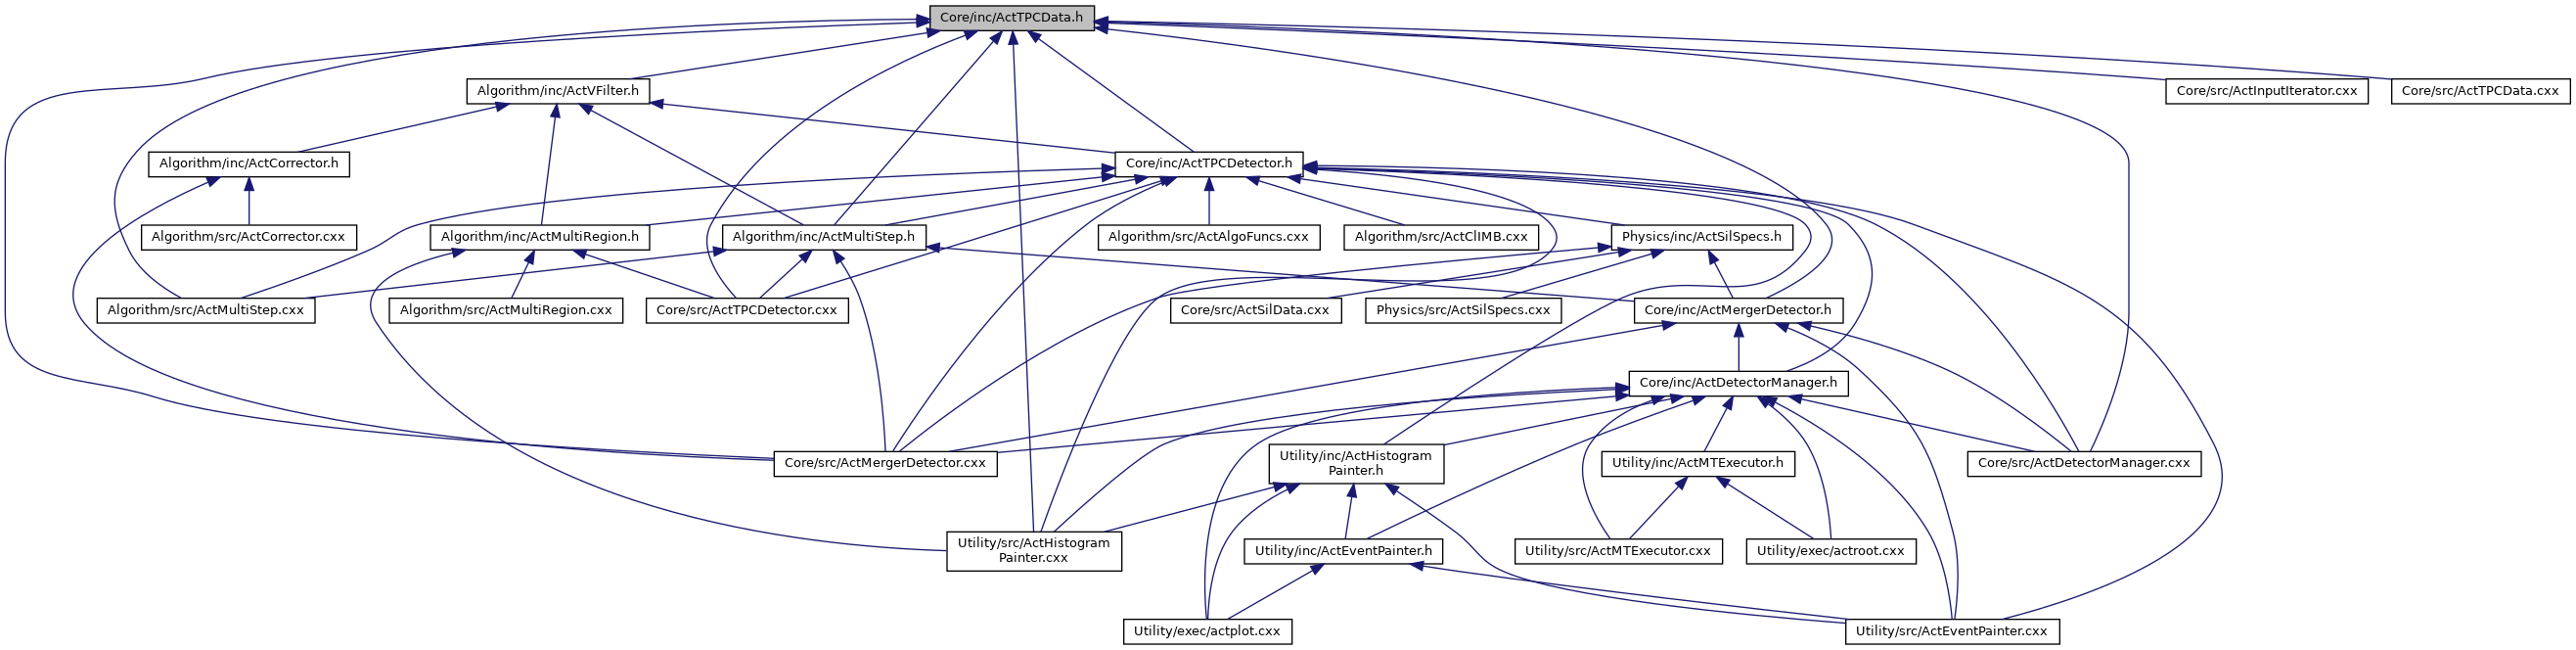 Core/inc/ActTPCData.h
Algorithm/inc/ActVFilter.h
Core/src/ActInputIterator.cxx
Core/src/ActTPCData.cxx
Algorithm/inc/ActCorrector.h
Core/inc/ActTPCDetector.h
Algorithm/src/ActCorrector.cxx
Algorithm/inc/ActMultiRegion.h
Algorithm/inc/ActMultiStep.h
Algorithm/src/ActAlgoFuncs.cxx
Algorithm/src/ActClIMB.cxx
Physics/inc/ActSilSpecs.h
Algorithm/src/ActMultiStep.cxx
Algorithm/src/ActMultiRegion.cxx
Core/src/ActTPCDetector.cxx
Core/src/ActSilData.cxx
Physics/src/ActSilSpecs.cxx
Core/inc/ActMergerDetector.h
Core/inc/ActDetectorManager.h
Core/src/ActMergerDetector.cxx
Utility/inc/ActHistogram
Painter.h
Utility/inc/ActMTExecutor.h
Core/src/ActDetectorManager.cxx
Utility/src/ActHistogram
Painter.cxx
Utility/inc/ActEventPainter.h
Utility/src/ActMTExecutor.cxx
Utility/exec/actroot.cxx
Utility/exec/actplot.cxx
Utility/src/ActEventPainter.cxx